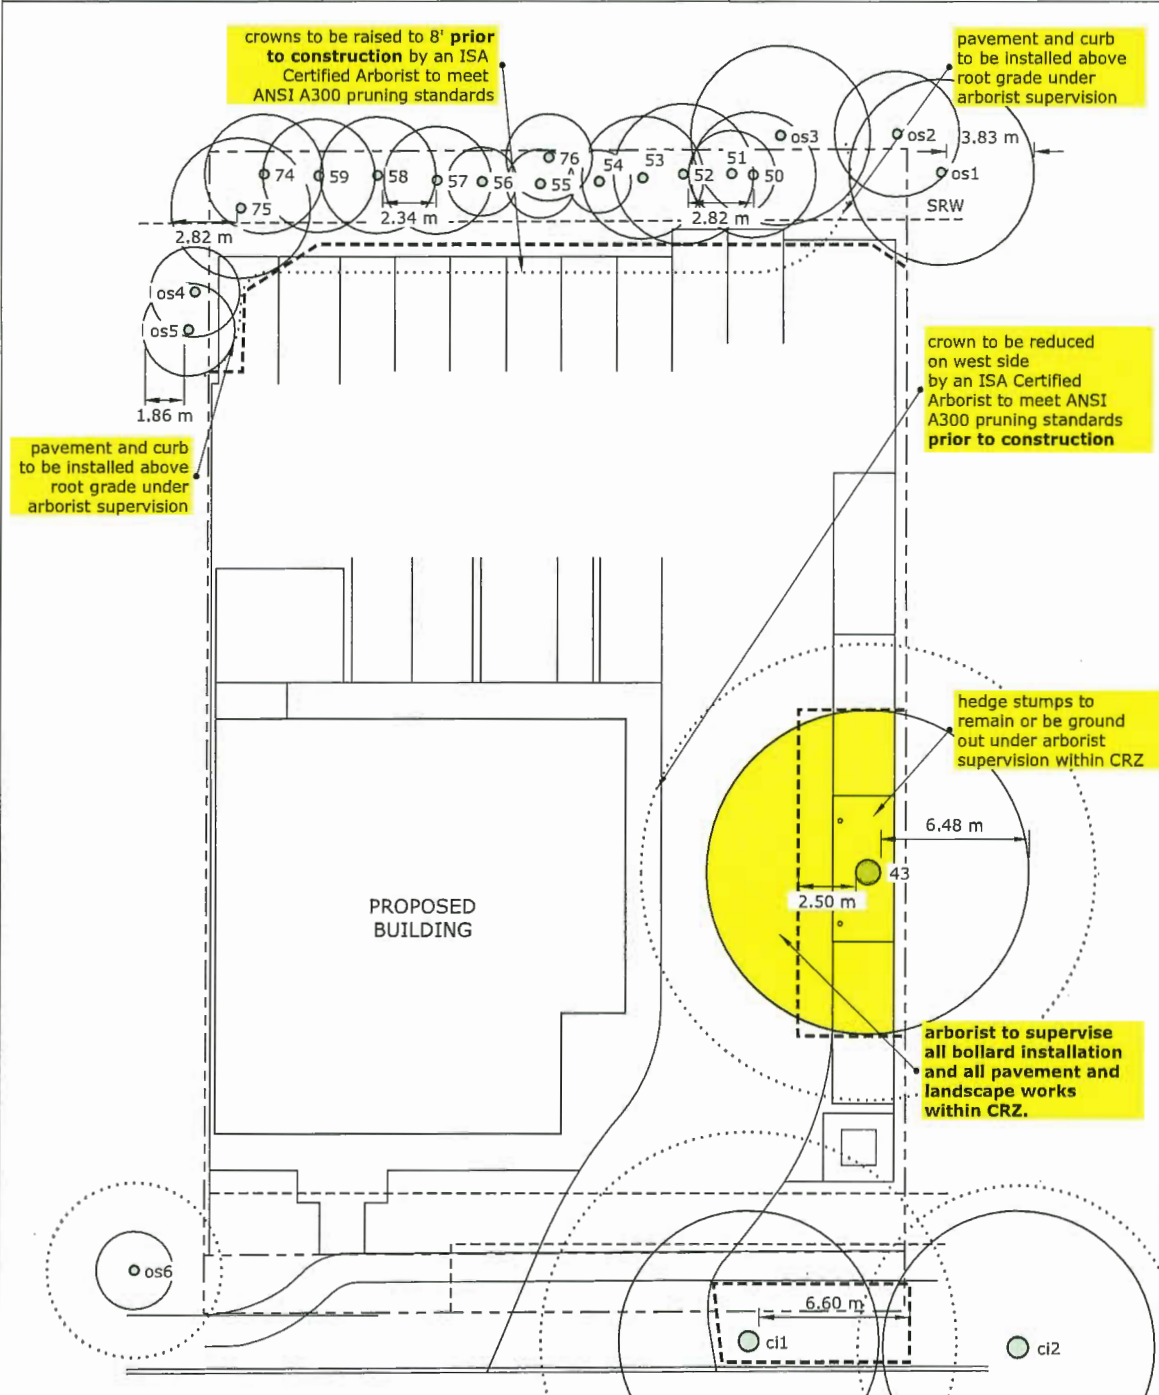 crowns to be raised to 8' prior
to construction by an ISA
Certified Arborist to meet
ANSI A300 pruning standards
pavement and curb
to be installed above
root grade under
arborist supervision
os3
os2
3.83 m
os1
SRW
74
59
58
57
56
76
55
54
53
52
51
50
75
2.34 m
2.82 m
2.82 m
os4
os5
1.86 m
pavement and curb
to be installed above
root grade under
arborist supervision
crown to be reduced
on west side
by an ISA Certified
Arborist to meet ANSI
A300 pruning standards
prior to construction
hedge stumps to
remain or be ground
out under arborist
supervision within CRZ
6.48 m
43
2.50 m
PROPOSED
BUILDING
arborist to supervise
all bollard installation
and all pavement and
landscape works
within CRZ.
os6
6.60 m
ci1
ci2